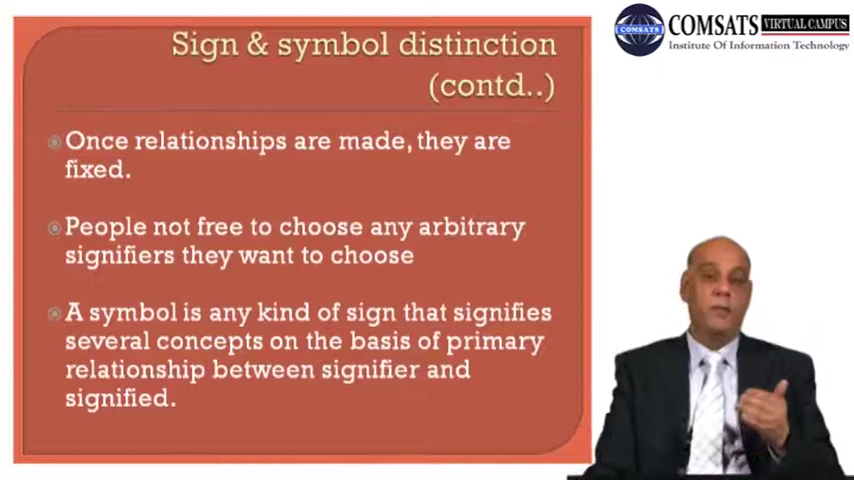 Sign & symbol distinction
(contd..)
COMSATS VIRTUAL CAMPUS
Institute Of Information Technology
COMSATS
Once relationships are made, they are
fixed.
People not free to choose any arbitrary
signifiers they want to choose
A symbol is any kind of sign that signifies
several concepts on the basis of primary
relationship between signifier and
signified.